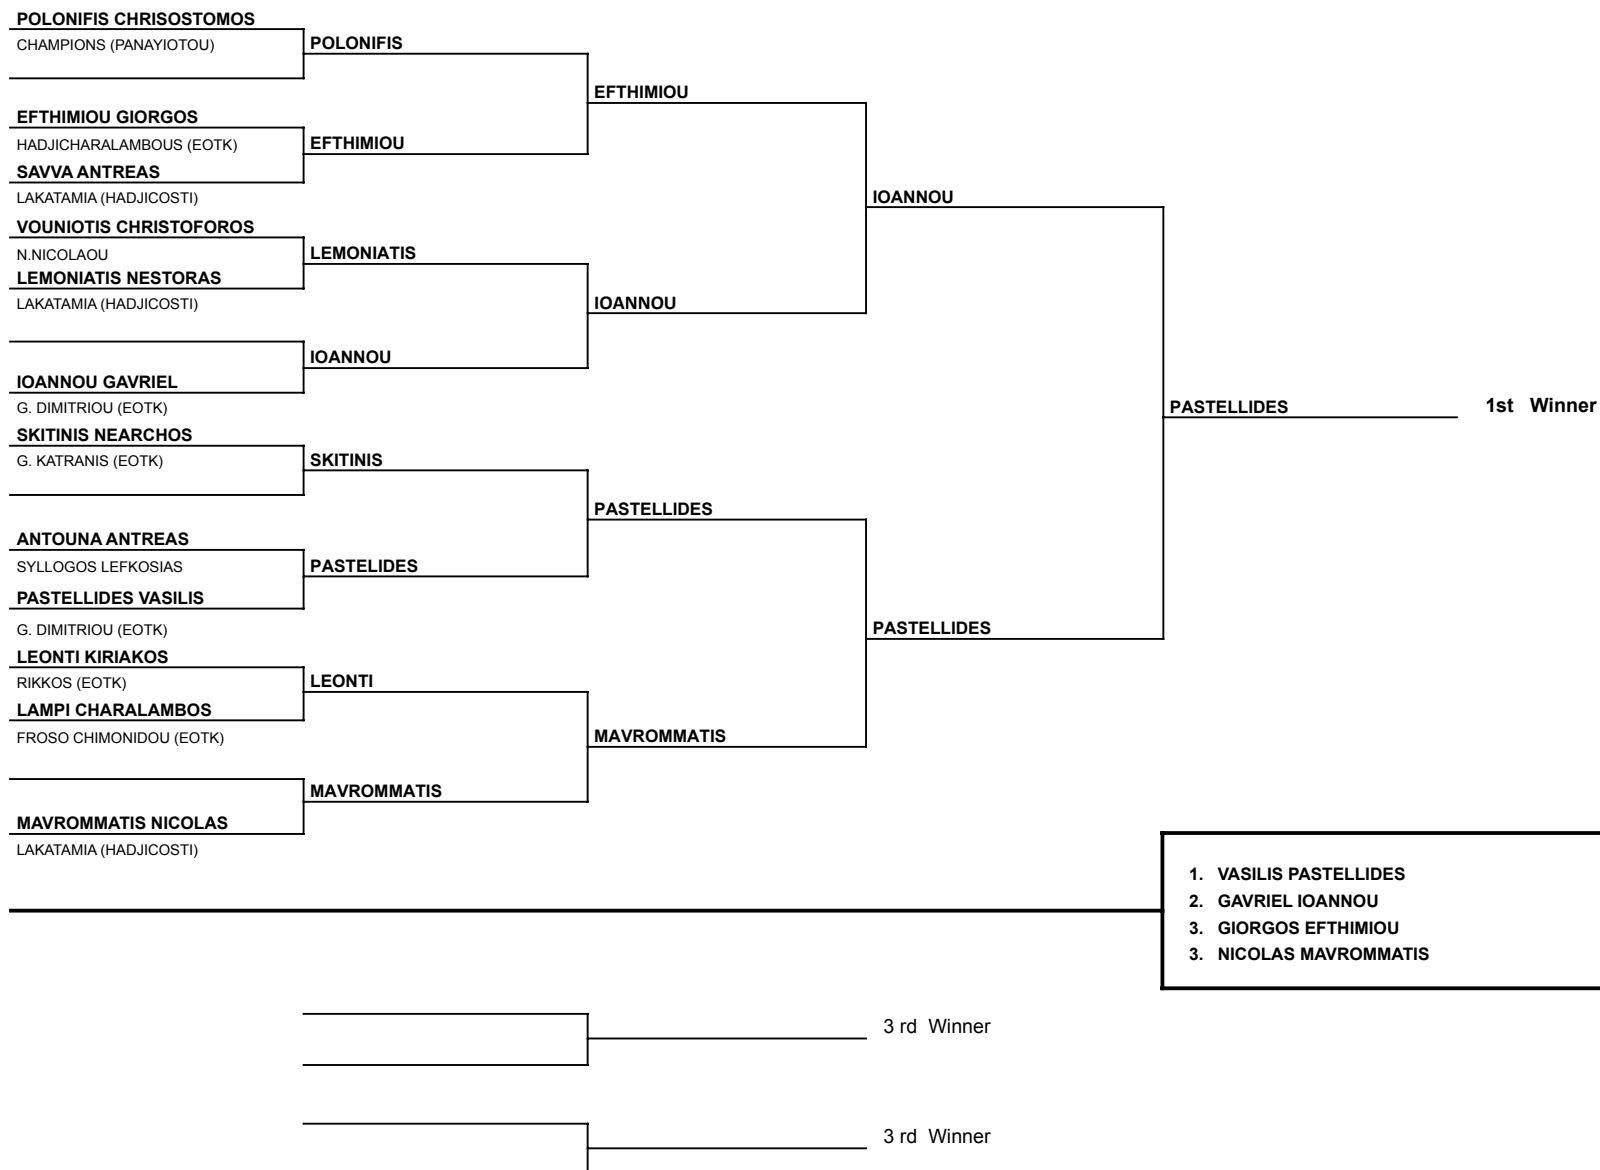 POLONIFIS CHRISOSTOMOS
CHAMPIONS (PANAYIOTOU)
EFTHIMIOU GIORGOS
HADJICHARALAMBOUS (EOTK)
SAVVA ANTREAS
LAKATAMIA (HADJICOSTI)
VOUNIOTIS CHRISTOFOROS
N.NICOLAOU
LEMONIATIS NESTORAS
LAKATAMIA (HADJICOSTI)
IOANNOU GAVRIEL
G. DIMITRIOU (EOTK)
SKITINIS NEARCHOS
G. KATRANIS (EOTK)
ANTOUNA ANTREAS
SYLLOGOS LEFKOSIAS
PASTELLIDES VASILIS
G. DIMITRIOU (EOTK)
LEONTI KIRIAKOS
RIKKOS (EOTK)
LAMPI CHARALAMBOS
FROSO CHIMONIDOU (EOTK)
MAVROMMATIS NICOLAS
LAKATAMIA (HADJICOSTI)
POLONIFIS
EFTHIMIOU
LEMONIATIS
IOANNOU
SKITINIS
PASTELIDES
LEONTI
MAVROMMATIS
EFTHIMIOU
IOANNOU
PASTELLIDES
MAVROMMATIS
IOANNOU
PASTELLIDES
PASTELLIDES
1st Winner
1. VASILIS PASTELLIDES
2. GAVRIEL IOANNOU
3. GIORGOS EFTHIMIOU
3. NICOLAS MAVROMMATIS
3 rd Winner
3 rd Winner